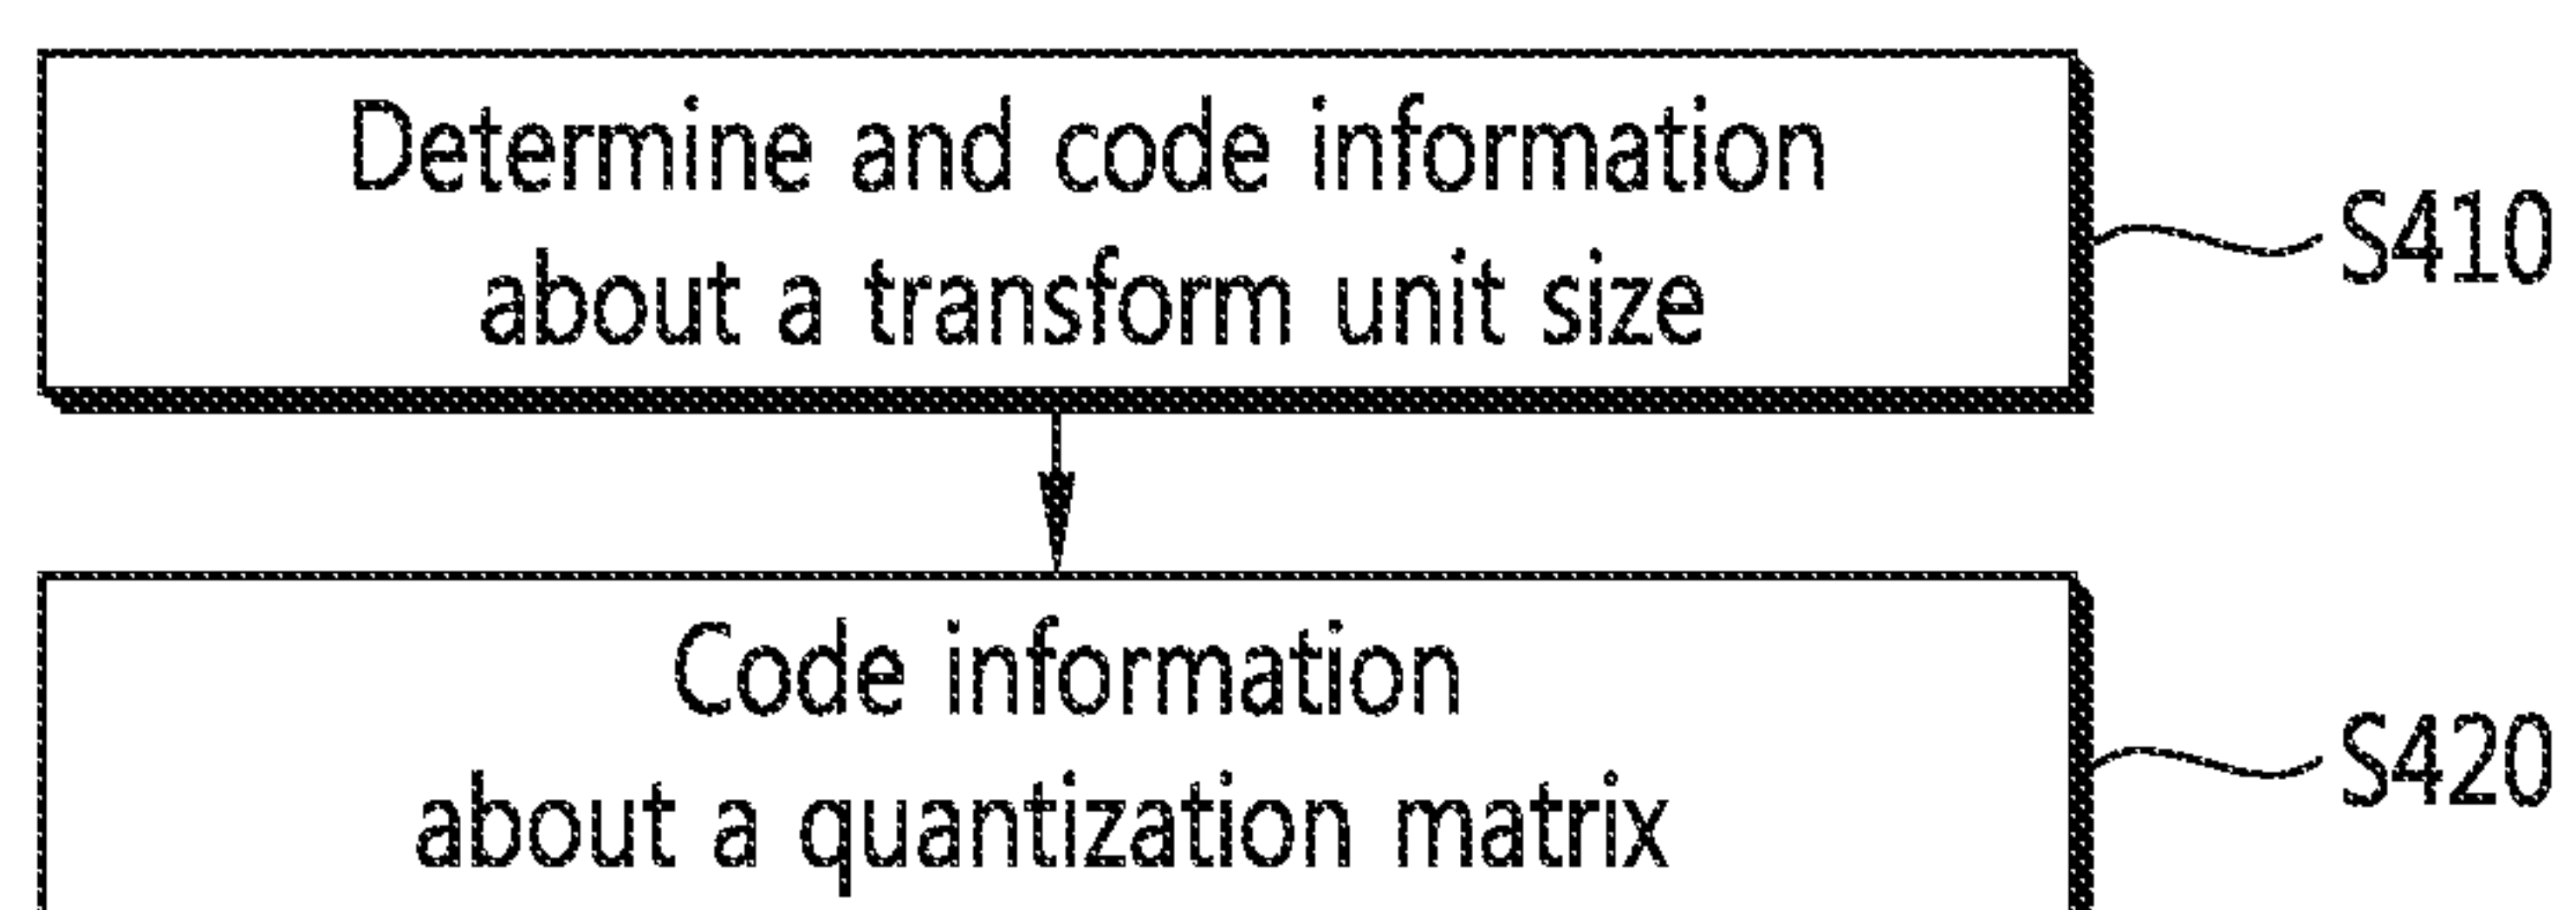 Determine and code information
about a transform unit size
S410
Code information
about a quantization matrix
S420